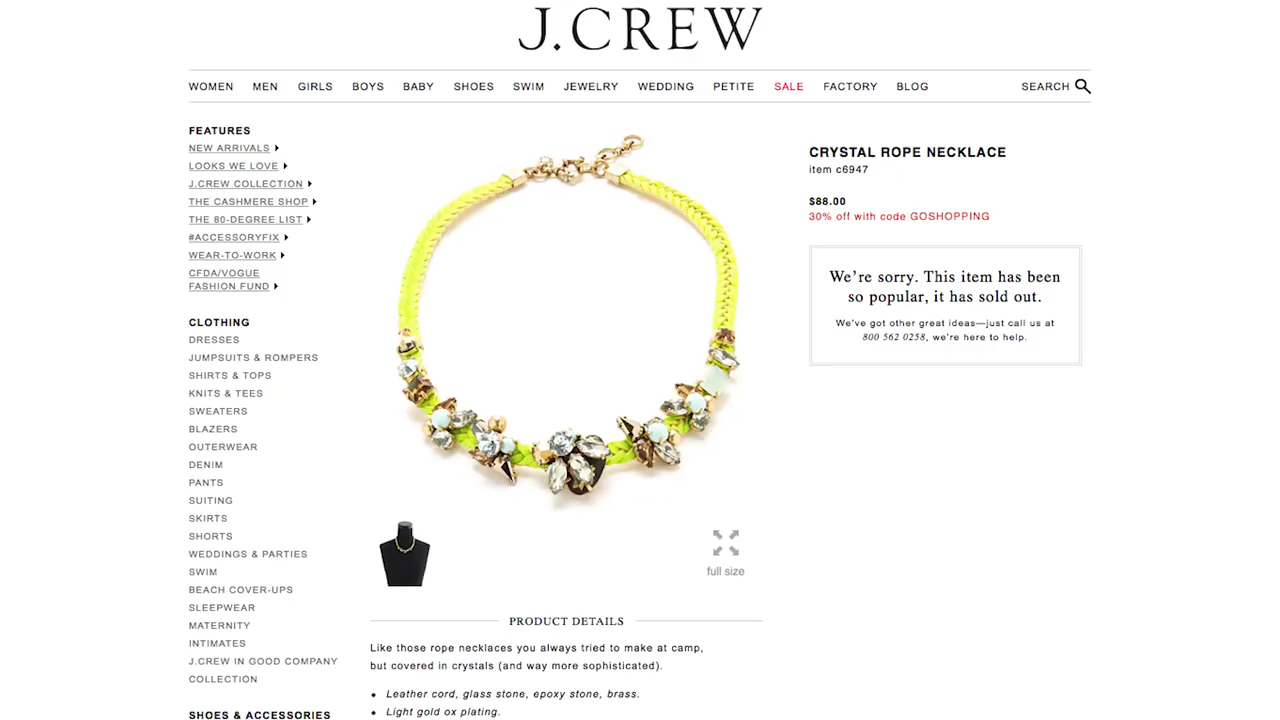 J.CREW
WOMEN MEN GIRLS BOYS BABY SHOES SWIM JEWELRY WEDDING PETITE SALE FACTORY BLOG SEARCH
FEATURES
NEW ARRIVALS
LOOKS WE LOVE
J.CREW COLLECTION
THE CASHMERE SHOP
THE 80-DEGREE LIST
#ACCESSORYFIX
WEAR-TO-WORK
CFDA/VOGUE
FASHION FUND
CLOTHING
DRESSES
JUMPSUITS & ROMPERS
SHIRTS & TOPS
KNITS & TEES
SWEATERS
BLAZERS
OUTERWEAR
DENIM
PANTS
SUITING
SKIRTS
SHORTS
WEDDINGS & PARTIES
SWIM
BEACH COVER-UPS
SLEEPWEAR
MATERNITY
INTIMATES
J.CREW IN GOOD COMPANY
COLLECTION
SHOES & ACCESSORIES
full size
PRODUCT DETAILS
Like those rope necklaces you always tried to make at camp,
but covered in crystals (and way more sophisticated).
• Leather cord, glass stone, epoxy stone, brass.
• Light gold ox plating.
CRYSTAL ROPE NECKLACE
item c6947
$88.00
30% off with code GOSHOPPING
We're sorry. This item has been
so popular, it has sold out.
We've got other great ideas—just call us at
800 562 0258, we're here to help.